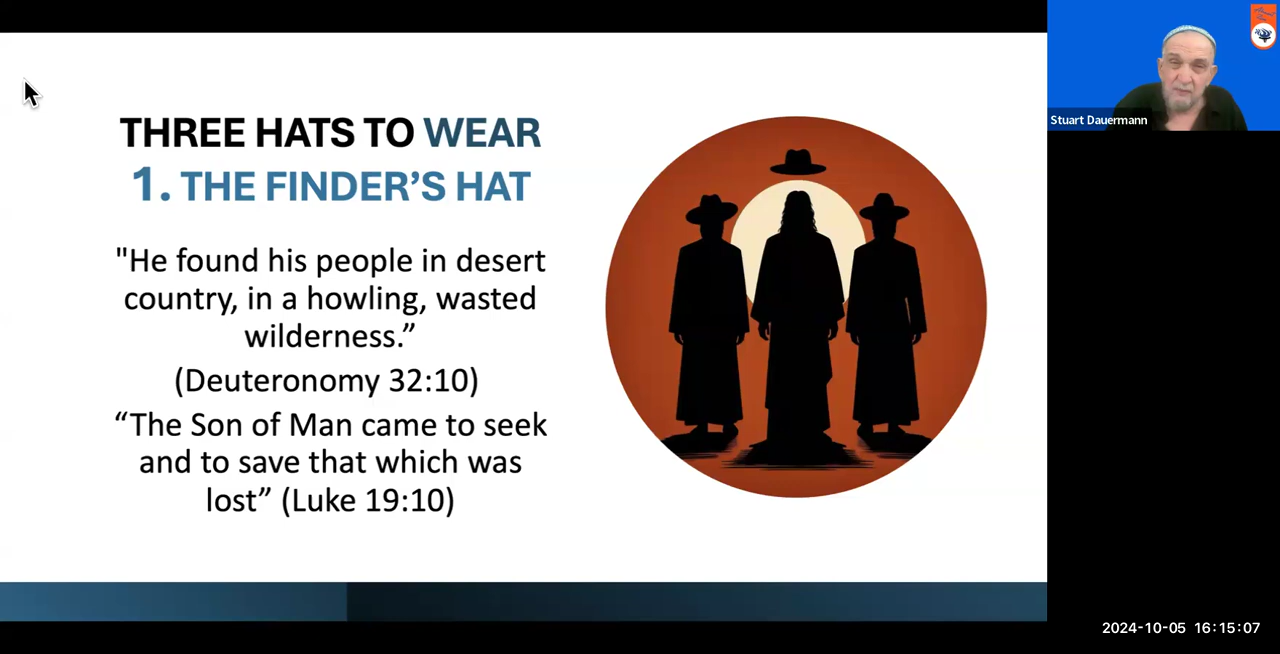 THREE HATS TO WEAR
1. THE FINDER’S HAT
"He found his people in desert
country, in a howling, wasted
wilderness.”
(Deuteronomy 32:10)
“The Son of Man came to seek
and to save that which was
lost” (Luke 19:10)
Stuart Dauermann
2024-10-05 16:15:07